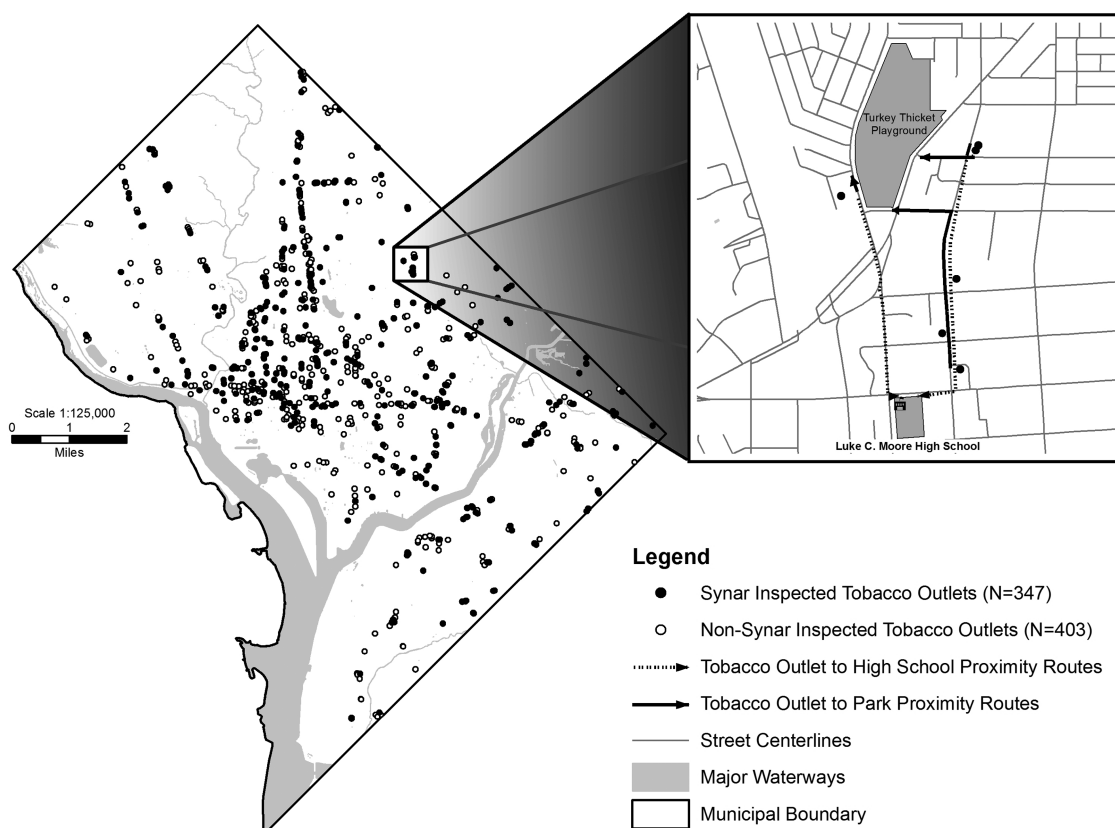 Turkey Thicket
Playground
Luke C. Moore High School
Scale 1:125,000
0 1 2
Miles
Legend
Synar Inspected Tobacco Outlets (N=347)
Non-Synar Inspected Tobacco Outlets (N=403)
Tobacco Outlet to High School Proximity Routes
Tobacco Outlet to Park Proximity Routes
Street Centerlines
Major Waterways
Municipal Boundary